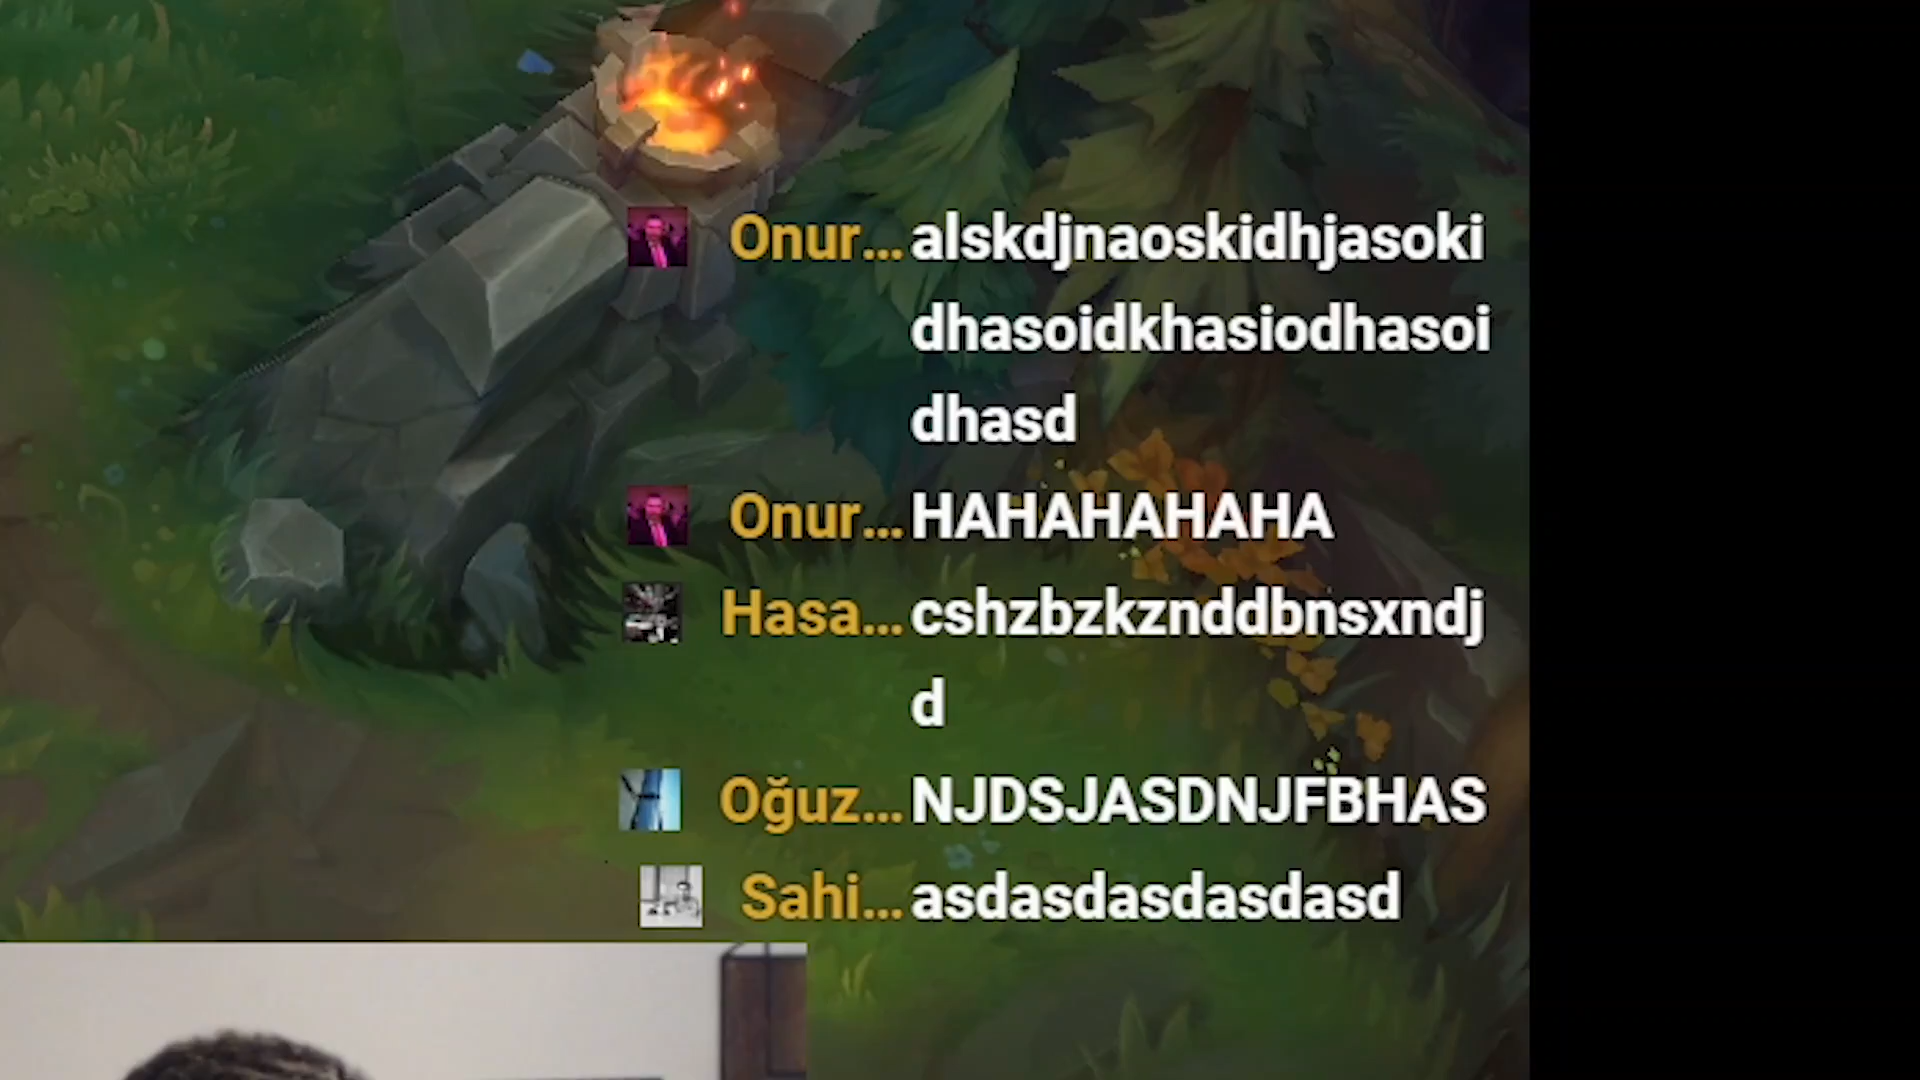 Onur... alskdjnaoskidhjasoki
dhasoidkhasiodhasoi
dhasd
Onur... HAHAHAHAHA
Hasa... cshzbzkznddbnsxndj
d
Oğuz... NJDSJASDNJFBHAS
Sahi... asdasdasdasdasd